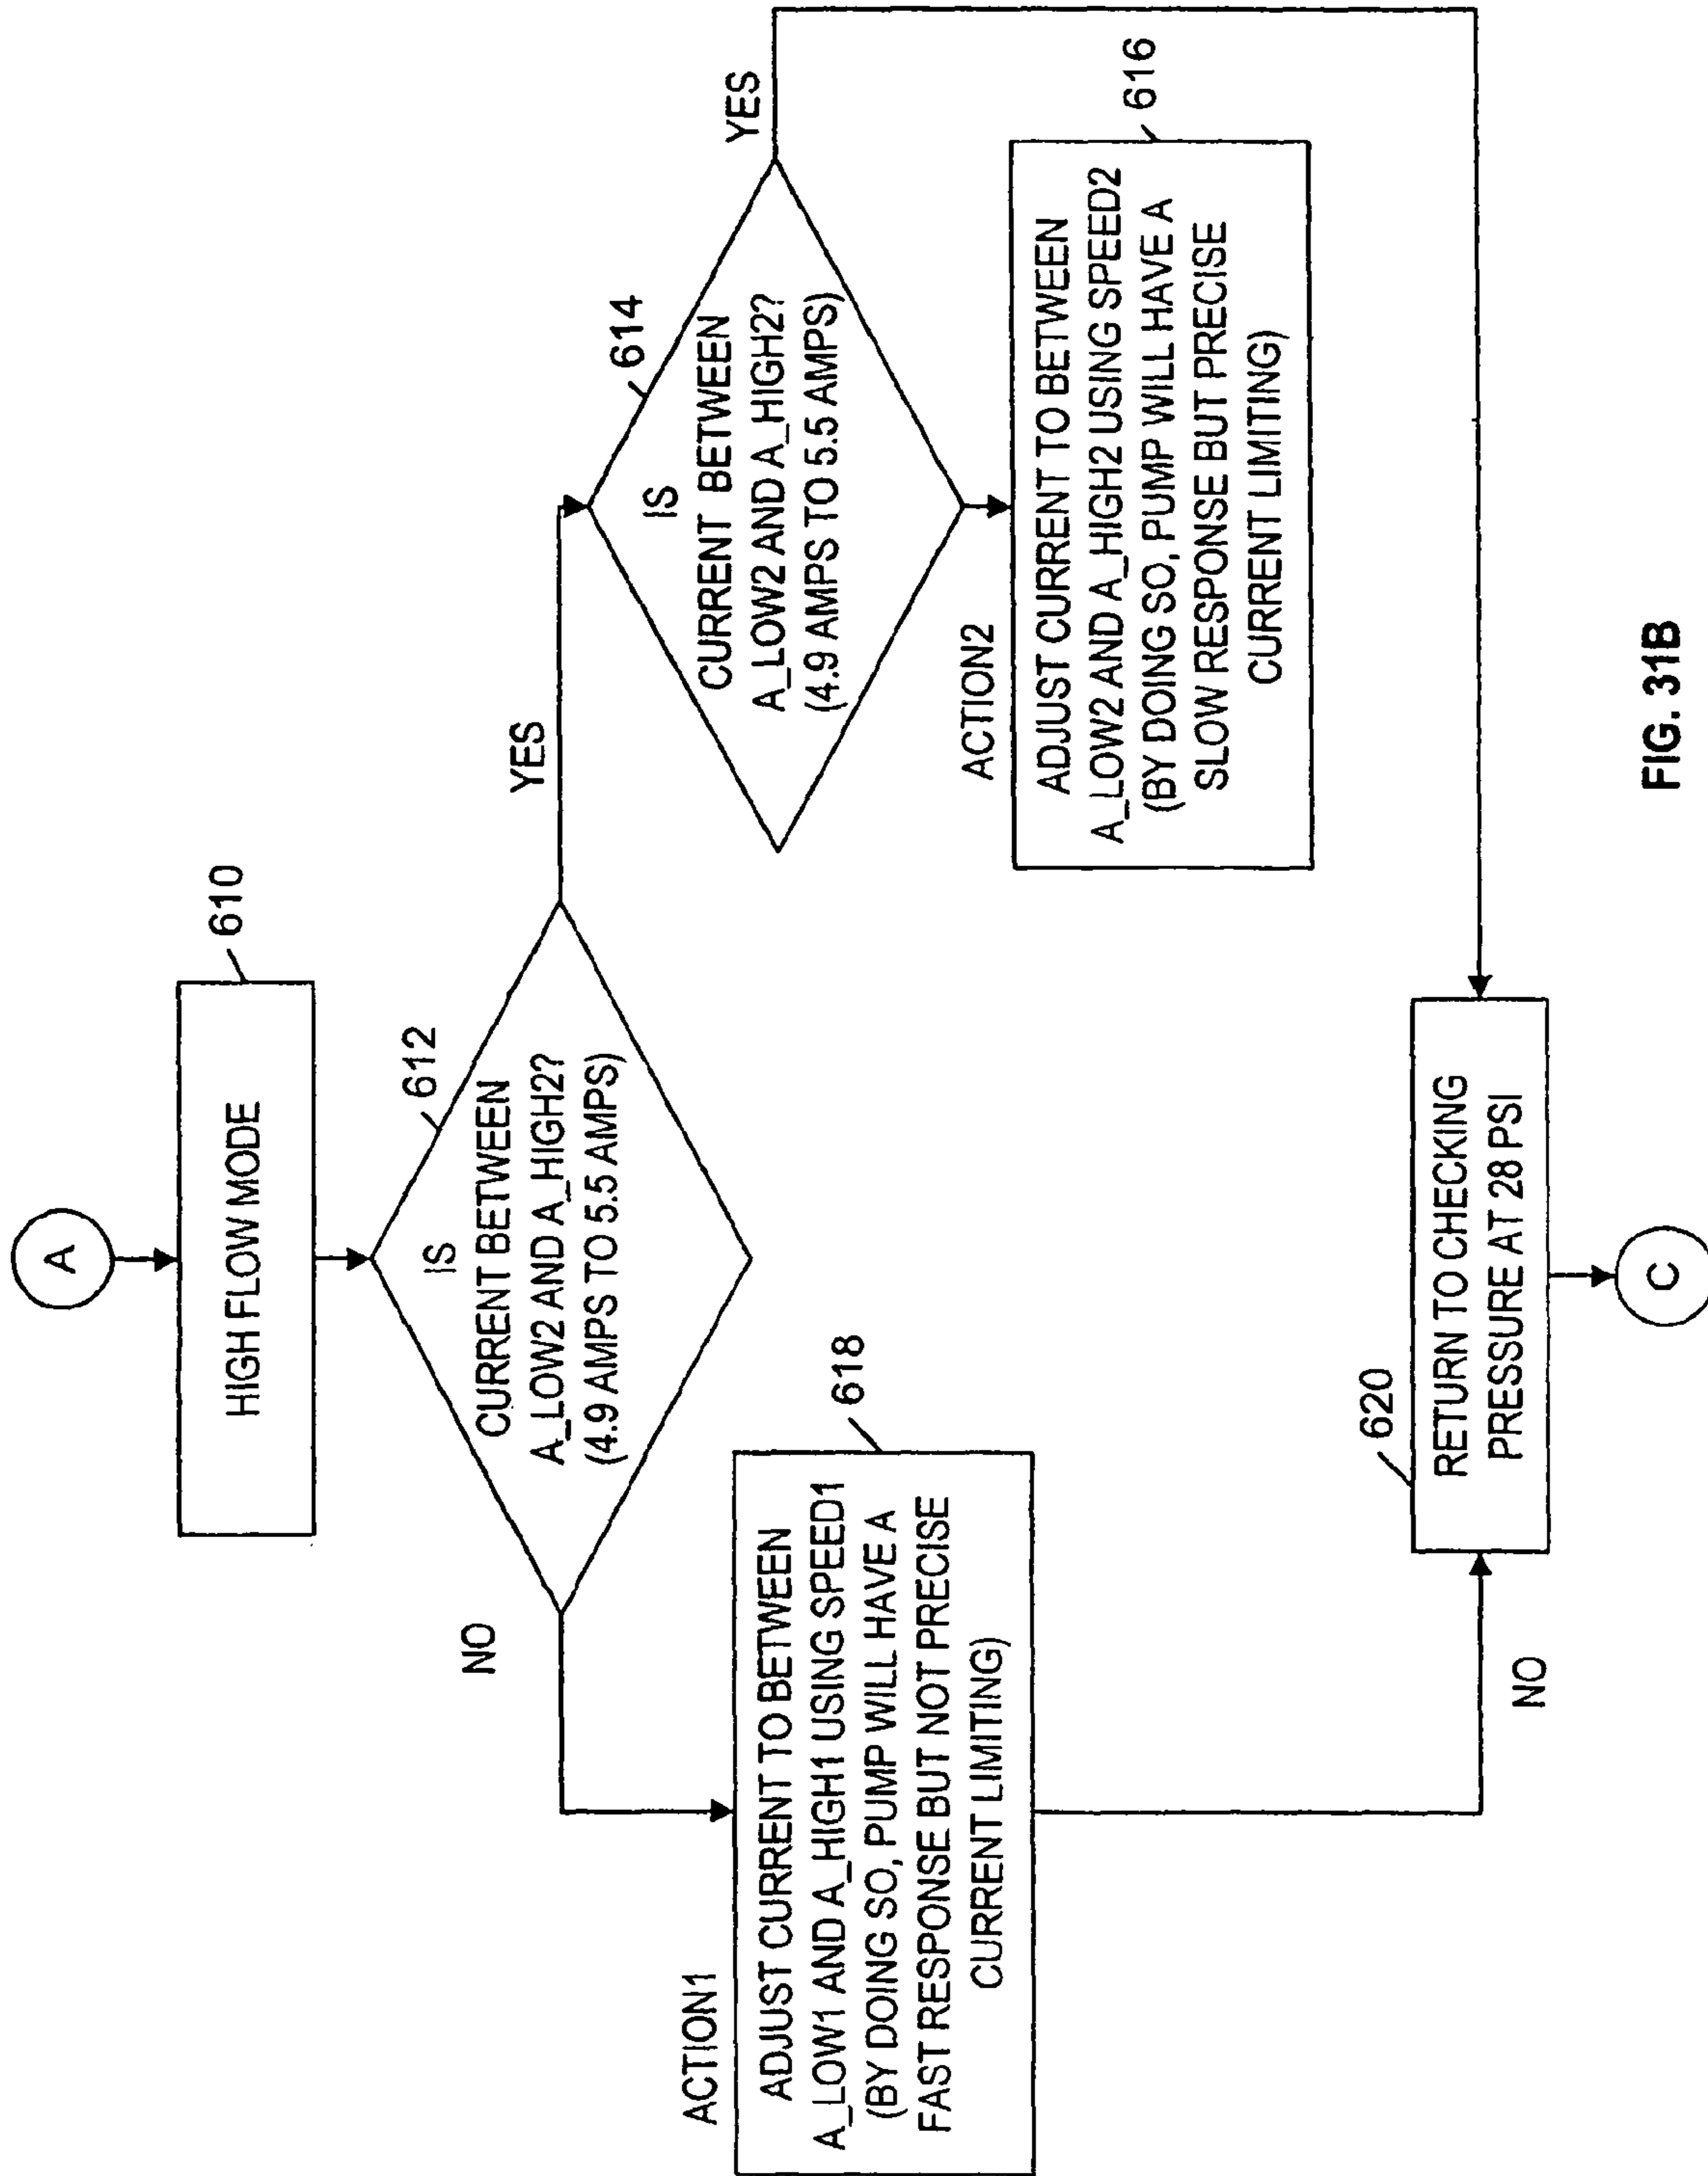 A
HIGH FLOW MODE
610
612
IS
CURRENT BETWEEN
A_LOW2 AND A_HIGH2?
(4.9 AMPS TO 5.5 AMPS)
NO
YES
614
IS
CURRENT BETWEEN
A_LOW2 AND A_HIGH2?
(4.9 AMPS TO 5.5 AMPS)
YES
ACTION1
618
ADJUST CURRENT TO BETWEEN
A_LOW1 AND A_HIGH1 USING SPEED1
(BY DOING SO, PUMP WILL HAVE A
FAST RESPONSE BUT NOT PRECISE
CURRENT LIMITING)
ACTION2
616
ADJUST CURRENT TO BETWEEN
A_LOW2 AND A_HIGH2 USING SPEED2
(BY DOING SO, PUMP WILL HAVE A
SLOW RESPONSE BUT PRECISE
CURRENT LIMITING)
620
RETURN TO CHECKING
PRESSURE AT 28 PSI
NO
C
FIG. 31B